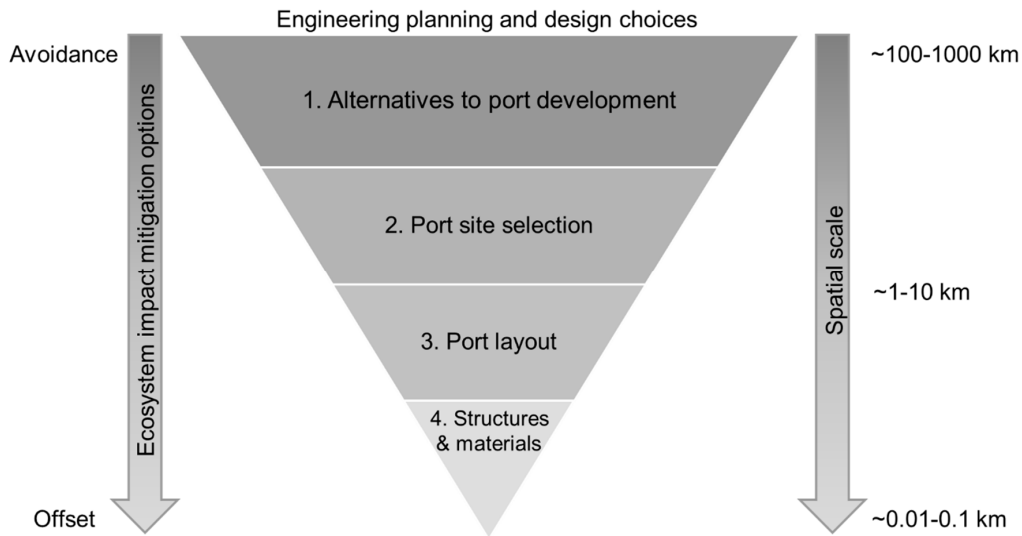 Engineering planning and design choices
Avoidance
~100-1000 km
1. Alternatives to port development
Ecosystem impact mitigation options
2. Port site selection
Spatial scale
~1-10 km
3. Port layout
4. Structures
& materials
Offset
~0.01-0.1 km